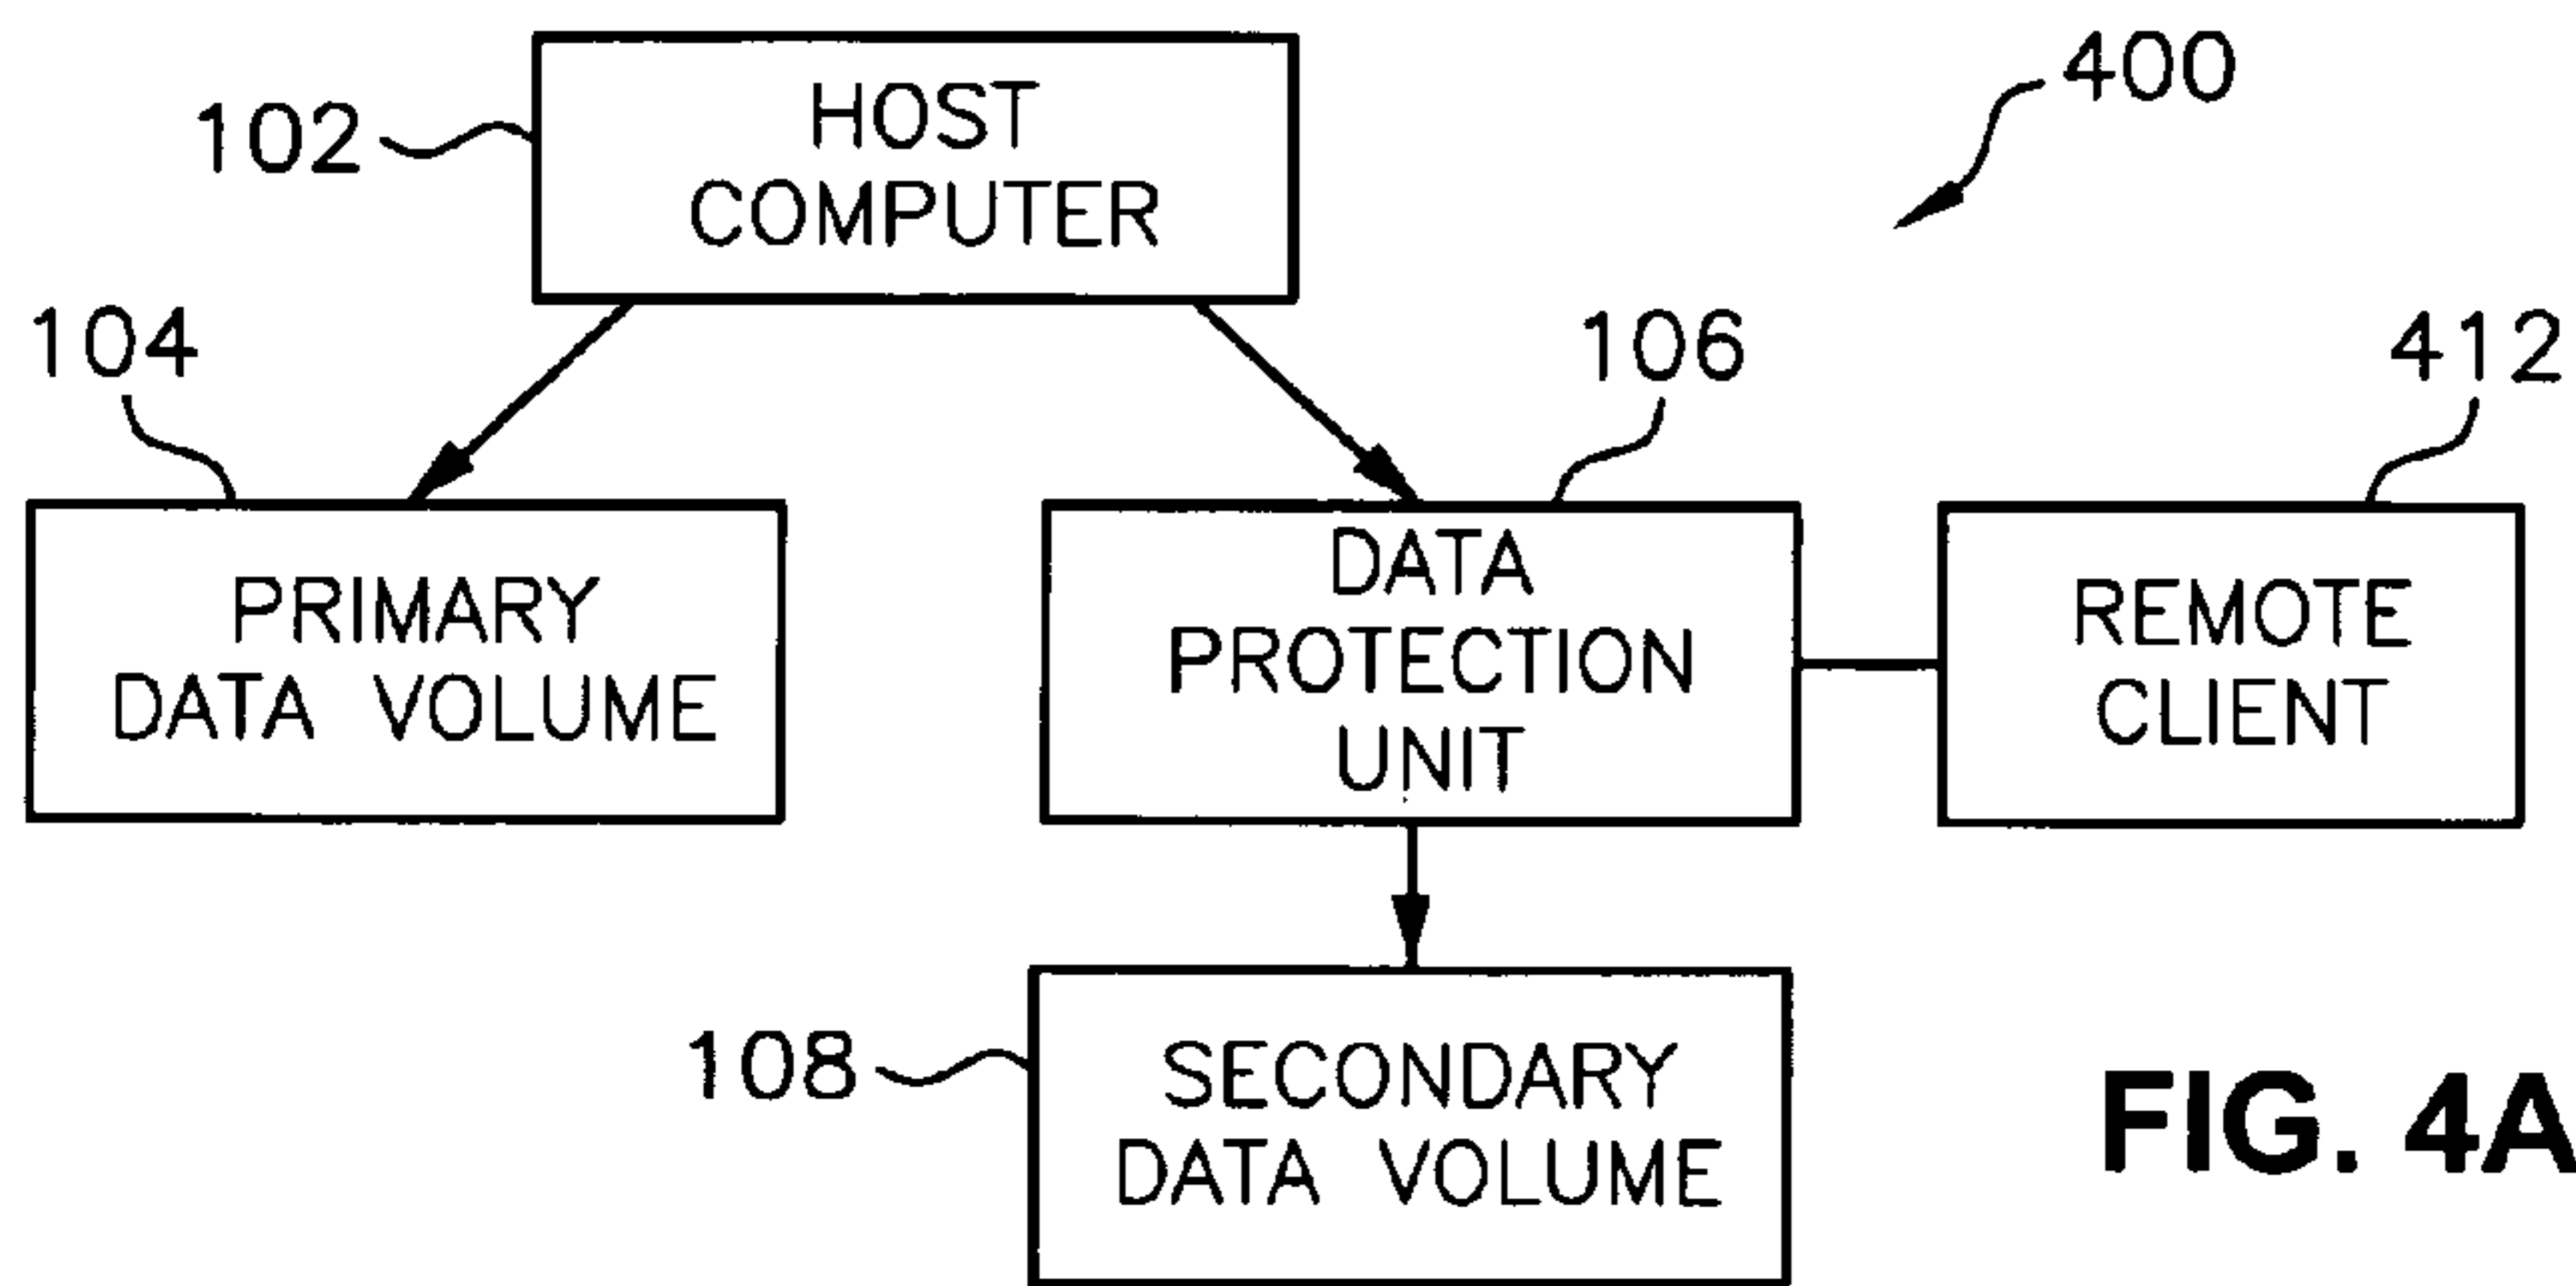 400
102
HOST
COMPUTER
104
106
412
PRIMARY
DATA VOLUME
DATA
PROTECTION
UNIT
REMOTE
CLIENT
108
SECONDARY
DATA VOLUME
FIG. 4A